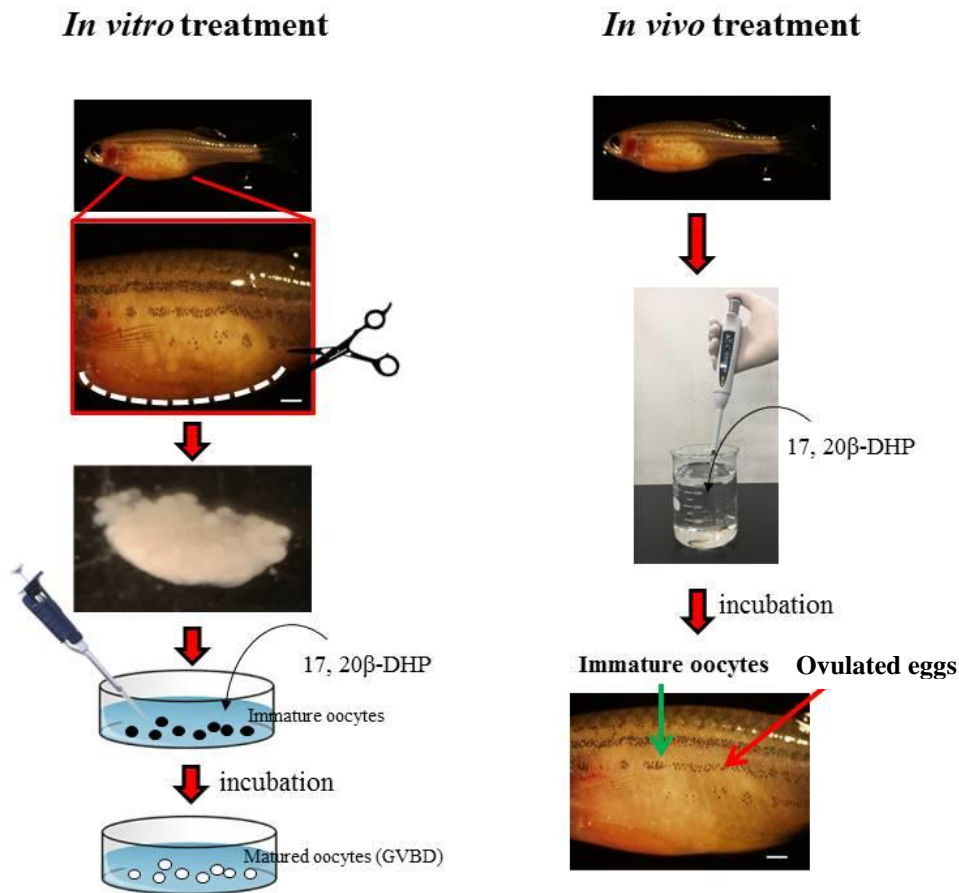 In vitro treatment
17, 20β-DHP
Immature oocytes
incubation
Matured oocytes (GVBD)
In vivo treatment
17, 20β-DHP
incubation
Immature oocytes
Ovulated eggs